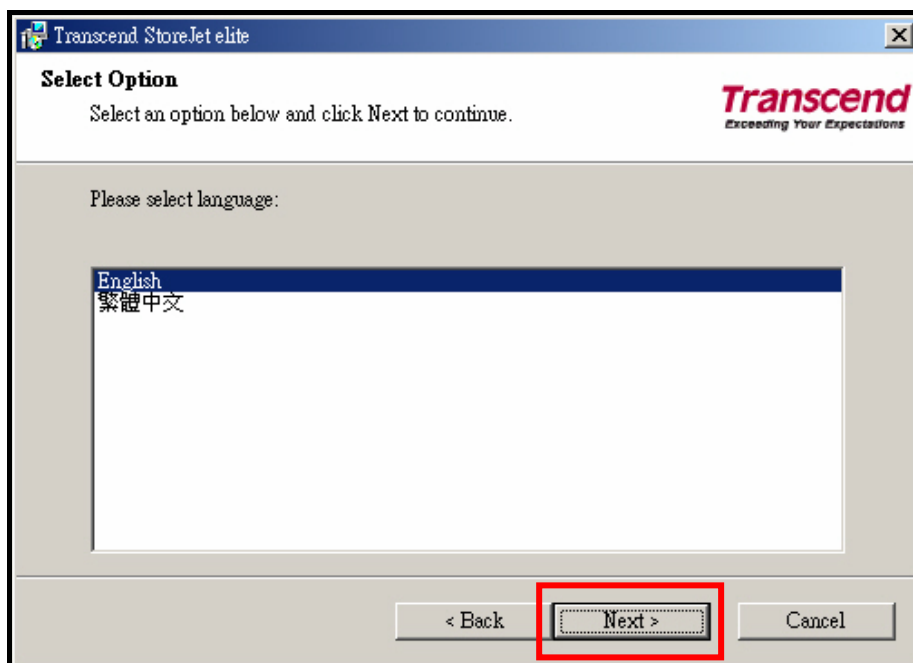 Transcend StoreJet elite
Select Option
Select an option below and click Next to continue.
Transcend
Exceeding Your Expectations
Please select language:
English
繁體中文
< Back
Next >
Cancel